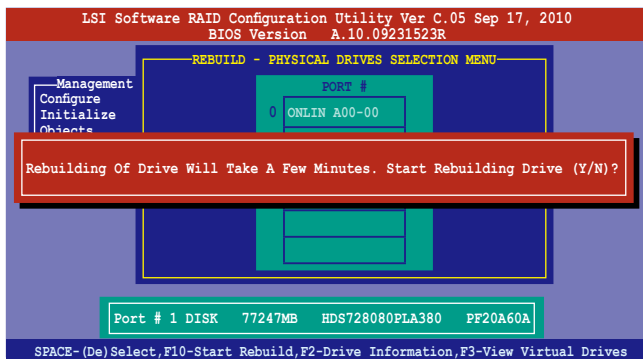 LSI Software RAID Configuration Utility Ver C.05 Sep 17, 2010
BIOS Version A.10.09231523R
REBUILD - PHYSICAL DRIVES SELECTION MENU
Management
Configure
Initialize
Objects
PORT #
0 ONLIN A00-00
Rebuilding Of Drive Will Take A Few Minutes. Start Rebuilding Drive (Y/N)?
Port # 1 DISK 77247MB HDS728080PLA380 PF20A60A
SPACE-(De)Select,F10-Start Rebuild,F2-Drive Information,F3-View Virtual Drives